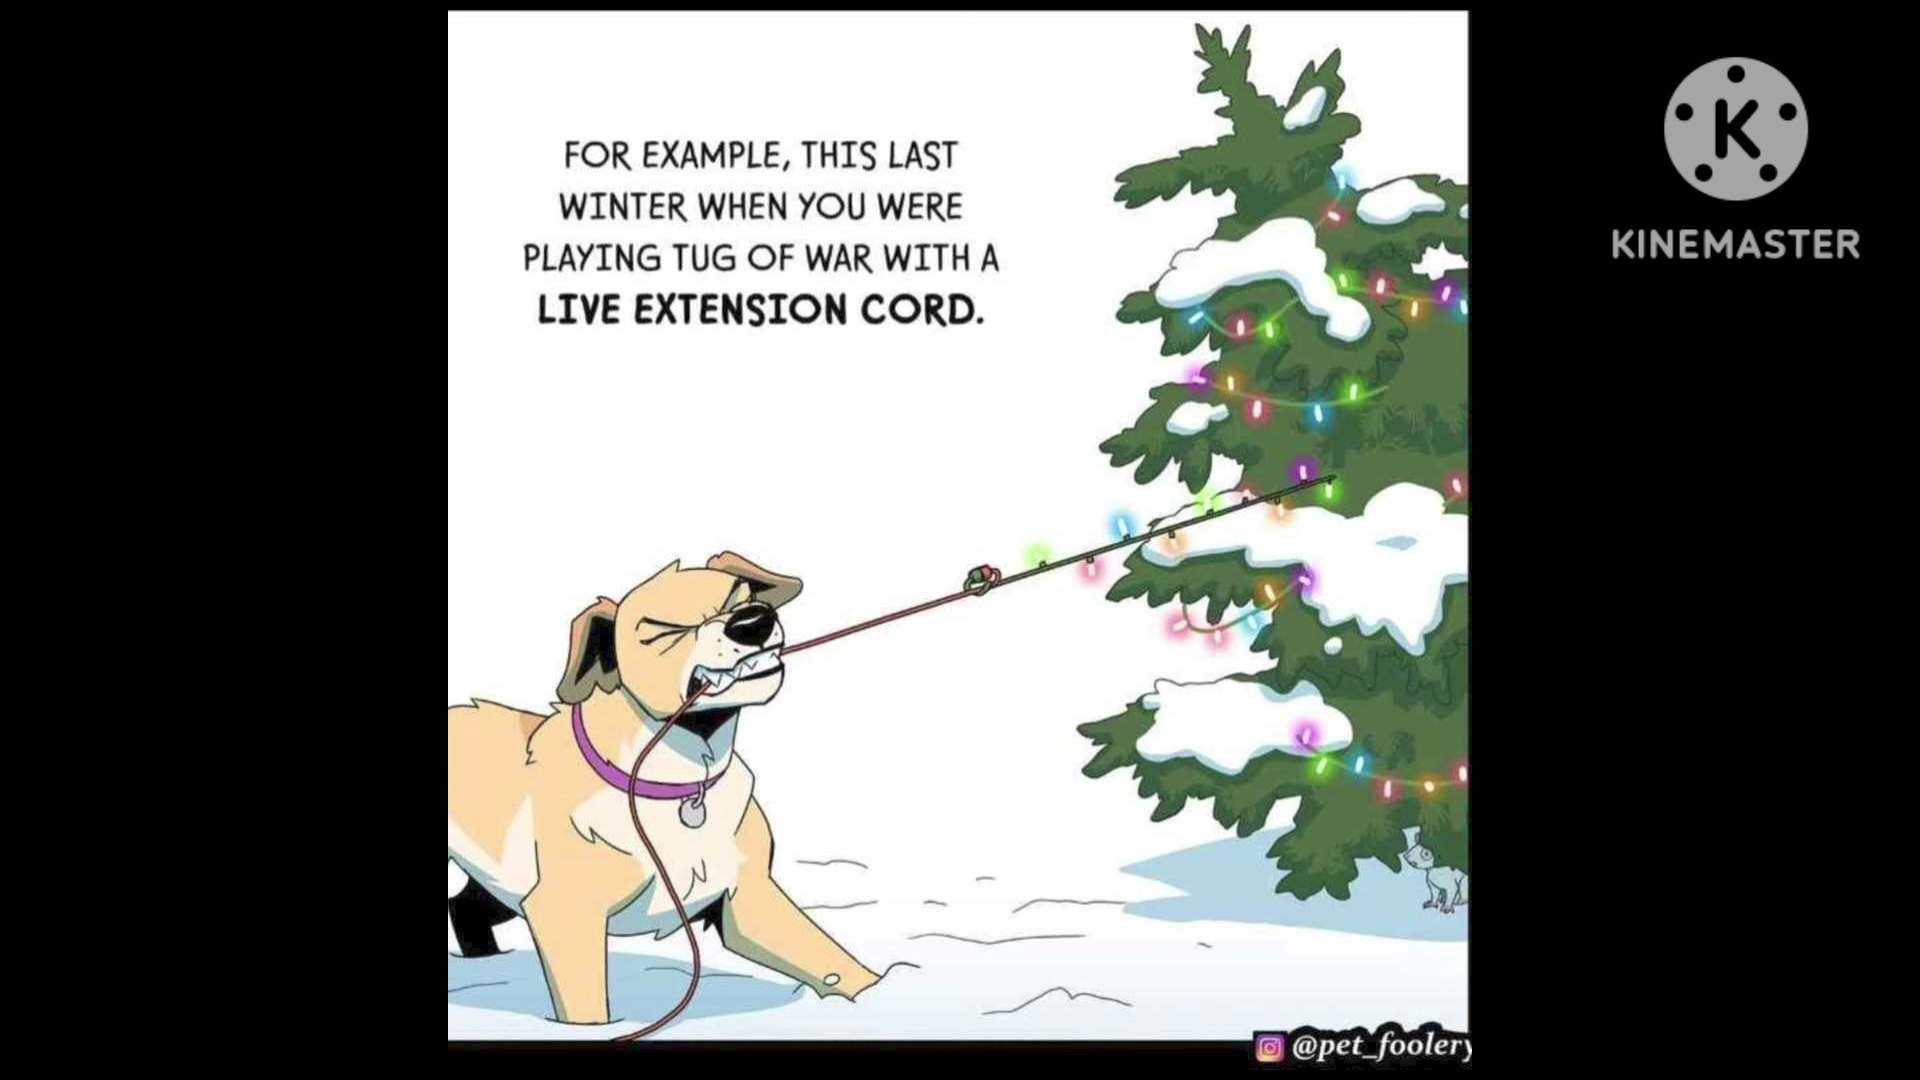 FOR EXAMPLE, THIS LAST
WINTER WHEN YOU WERE
PLAYING TUG OF WAR WITH A
LIVE EXTENSION CORD.
K
KINEMASTER
@pet_foolery